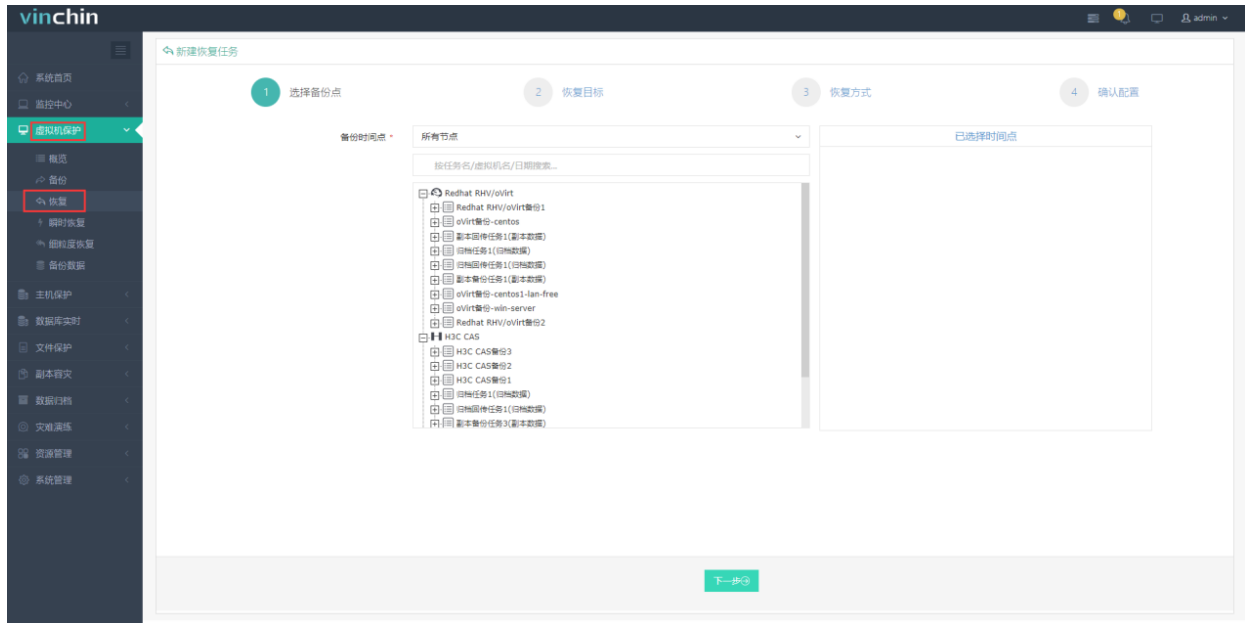 vinchin
1
admin
新建恢复任务
系统首页
监控中心
虚拟机保护
概览
备份
恢复
瞬时恢复
细粒度恢复
备份数据
主机保护
数据库实时
文件保护
副本容灾
数据归档
灾难演练
资源管理
系统管理
1 选择备份点
2 恢复目标
3 恢复方式
4 确认配置
备份时间点 *
所有节点
按任务名/虚拟机名/日期搜索...
Redhat RHV/oVirt
Redhat RHV/oVirt备份1
oVirt备份-centos
副本回传任务1(副本数据)
归档任务1(归档数据)
归档回传任务1(归档数据)
副本备份任务1(副本数据)
oVirt备份-centos1-lan-free
oVirt备份-win-server
Redhat RHV/oVirt备份2
H3C CAS
H3C CAS备份3
H3C CAS备份2
H3C CAS备份1
归档任务1(归档数据)
归档回传任务1(归档数据)
副本备份任务3(副本数据)
已选择时间点
下一步